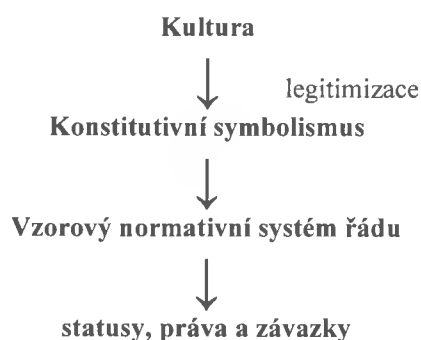 Kultura
legitimizace
Konstitutivní symbolismus
Vzorový normativní systém řádu
statusy, práva a závazky